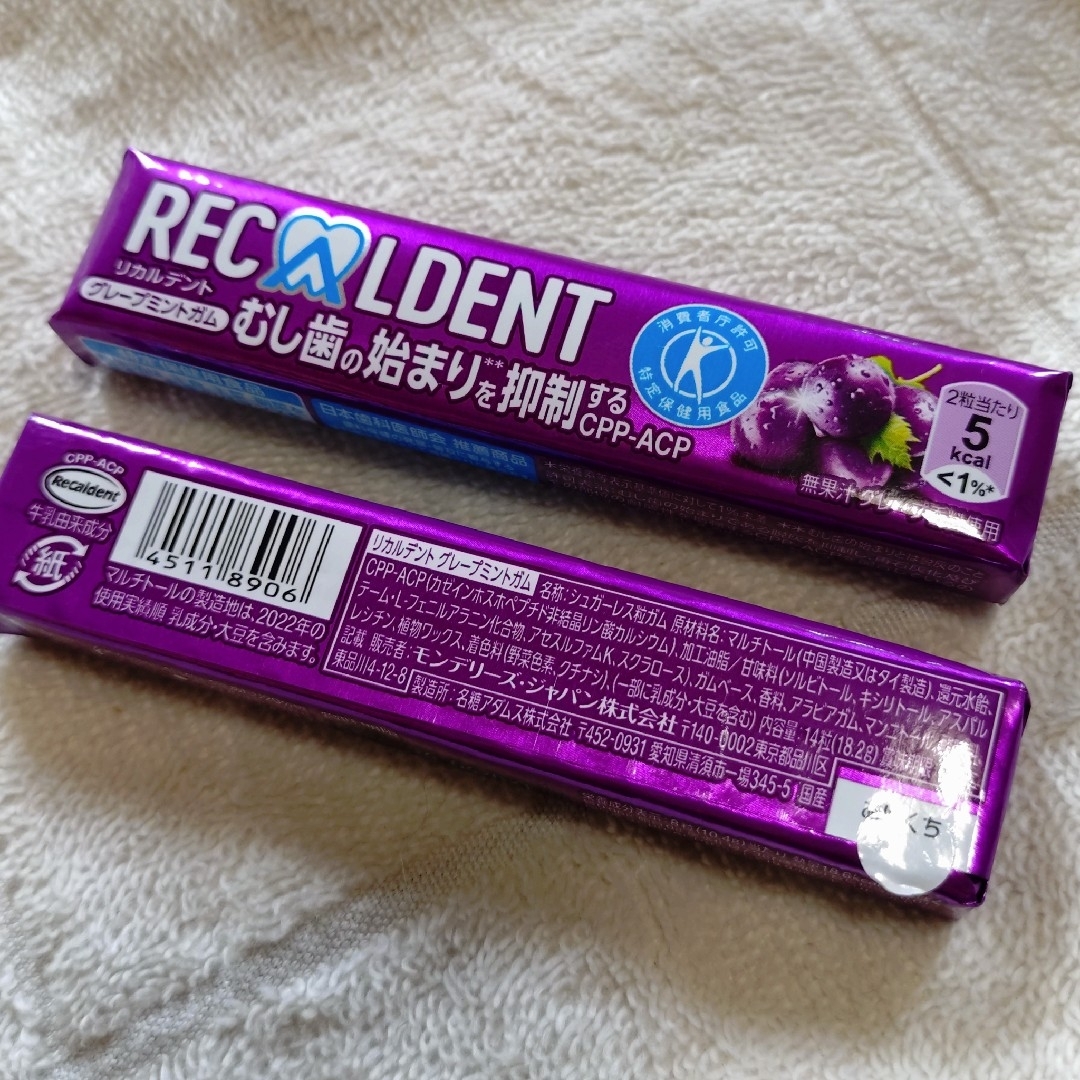 RECALDENT
リカルデント
グレープミントガム
むし歯の始まり**を抑制する
CPP-ACP
消費者庁許可
特定保健用食品
2粒当たり
5
kcal
<1%*
無果汁
使用
日本歯科医師会 推薦商品
CPP-ACP
Recaldent
牛乳由来成分
紙
45118906
マルチトールの製造地は、2022年の
使用実績順 乳成分・大豆を含みます。
リカルデント グレープミントガム
名称:シュガーレス粒ガム 原材料名:マルチトール(中国製造又はタイ製造)、還元水飴、
CPP-ACP(カゼインホスホペプチド-非結晶リン酸カルシウム)、加工油脂/甘味料(ソルビトール、キシリトール、アスパル
テーム・L-フェニルアラニン化合物、アセスルファムK、スクラロース)、ガムベース、香料、アラビアガム、マンニトール、
レシチン、植物ワックス、着色料(野菜色素、クチナシ)、(一部に乳成分・大豆を含む) 内容量:14粒(18.2g)
記載 販売者:モンデリーズ・ジャパン株式会社 〒140-0002東京都品川区
東品川4-12-8 製造所:名糖アダムス株式会社 〒452-0931 愛知県清須市一場345-5 国産
くち